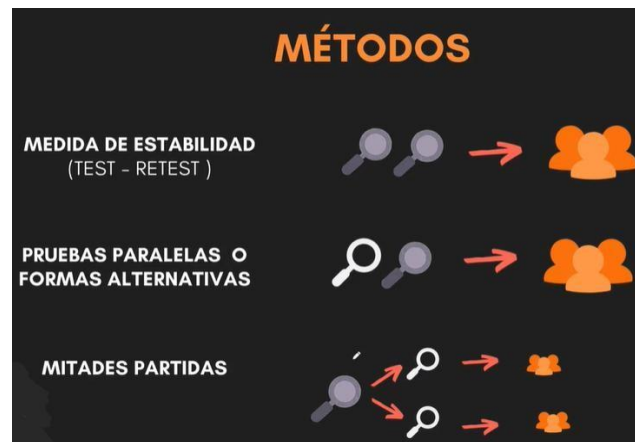 MÉTODOS
MEDIDA DE ESTABILIDAD
(TEST - RETEST )
PRUEBAS PARALELAS O
FORMAS ALTERNATIVAS
MITADES PARTIDAS